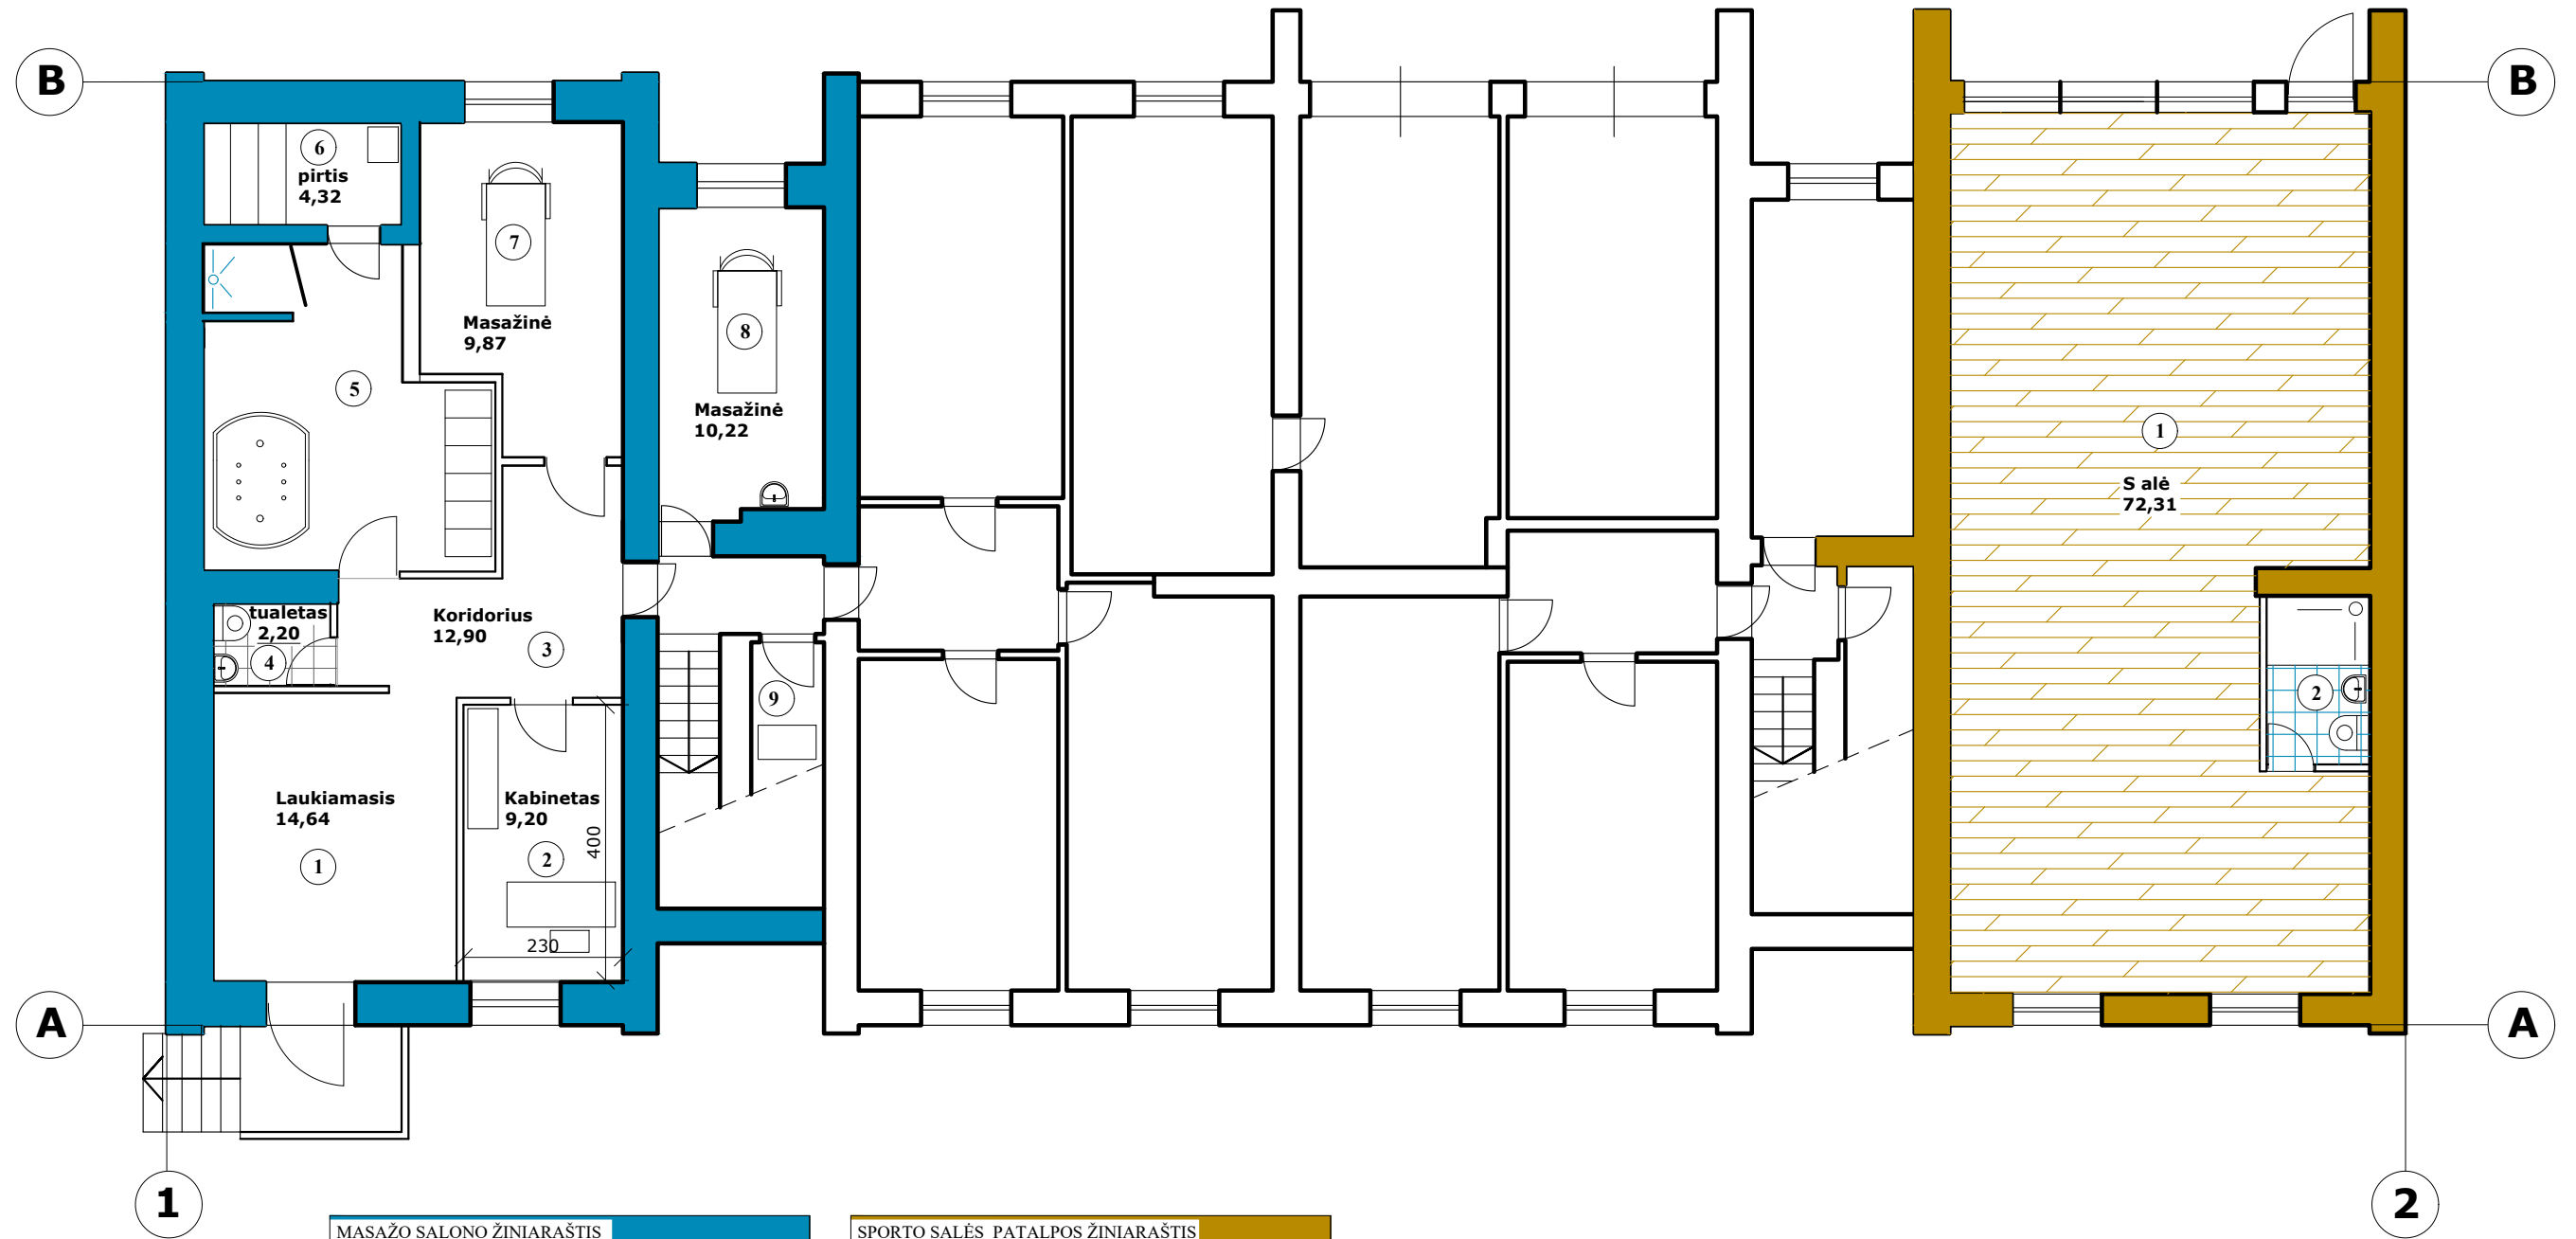 B
B
6
pirtis
4,32
7
Masažinė
9,87
8
Masažinė
10,22
5
1
S alė
72,31
tualetas
2,20
4
Koridorius
12,90
3
9
2
Laukiamasis
14,64
1
Kabinetas
9,20
2
400
230
A
A
1
2
MASAŽO SALONO ŽINIARAŠTIS
SPORTO SALĖS PATALPOS ŽINIARAŠTIS